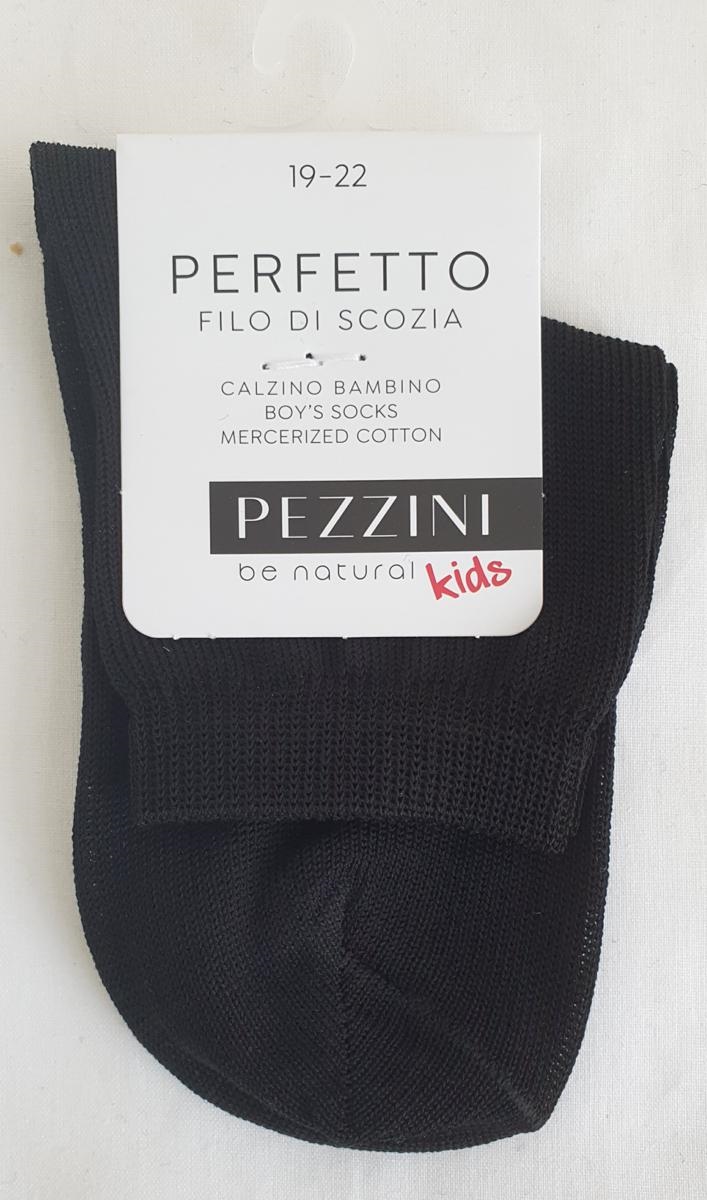 19-22
PERFETTO
FILO DI SCOZIA
CALZINO BAMBINO
BOY'S SOCKS
MERCERIZED COTTON
PEZZINI
be natural kids